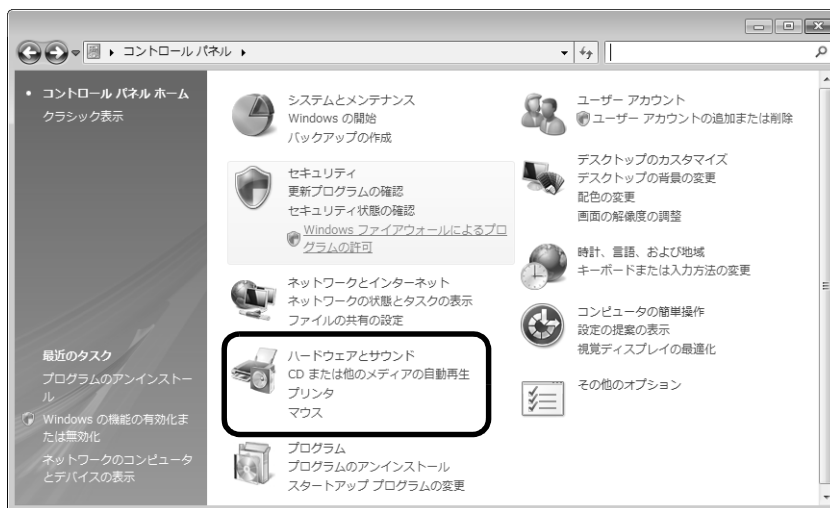 コントロール パネル
コントロール パネル ホーム
クラシック表示
システムとメンテナンス
Windows の開始
バックアップの作成
セキュリティ
更新プログラムの確認
セキュリティ状態の確認
Windows ファイアウォールによるプロ
グラムの許可
ネットワークとインターネット
ネットワークの状態とタスクの表示
ファイルの共有の設定
ハードウェアとサウンド
CD または他のメディアの自動再生
プリンタ
マウス
プログラム
プログラムのアンインストール
スタートアップ プログラムの変更
ユーザー アカウント
ユーザー アカウントの追加または削除
デスクトップのカスタマイズ
デスクトップの背景の変更
配色の変更
画面の解像度の調整
時計、言語、および地域
キーボードまたは入力方法の変更
コンピュータの簡単操作
設定の提案の表示
視覚ディスプレイの最適化
その他のオプション
最近のタスク
プログラムのアンインストー
ル
Windows の機能の有効化ま
たは無効化
ネットワークのコンピュータ
とデバイスの表示